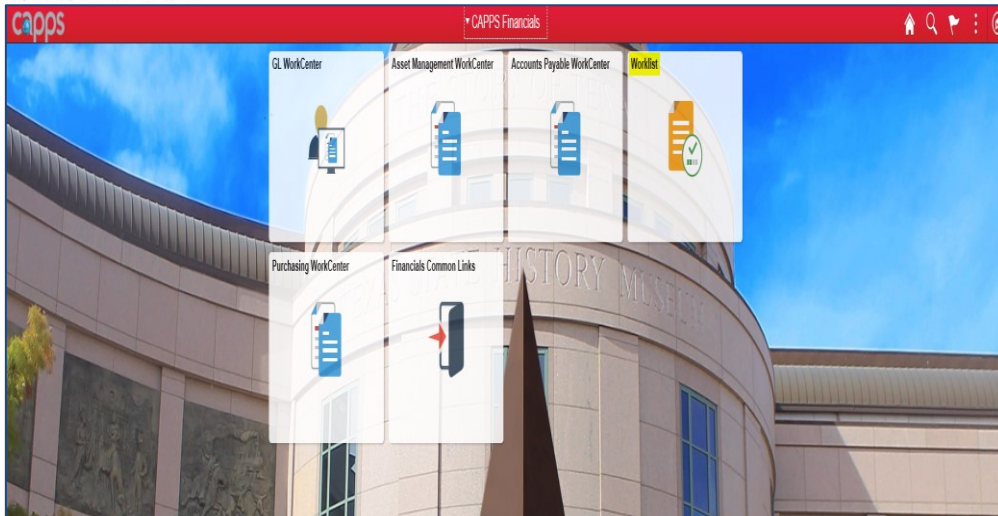 capps
CAPPS Financials
GL WorkCenter
Asset Management WorkCenter
Accounts Payable WorkCenter
Worklist
Purchasing WorkCenter
Financials Common Links
HISTORY MUSEUM